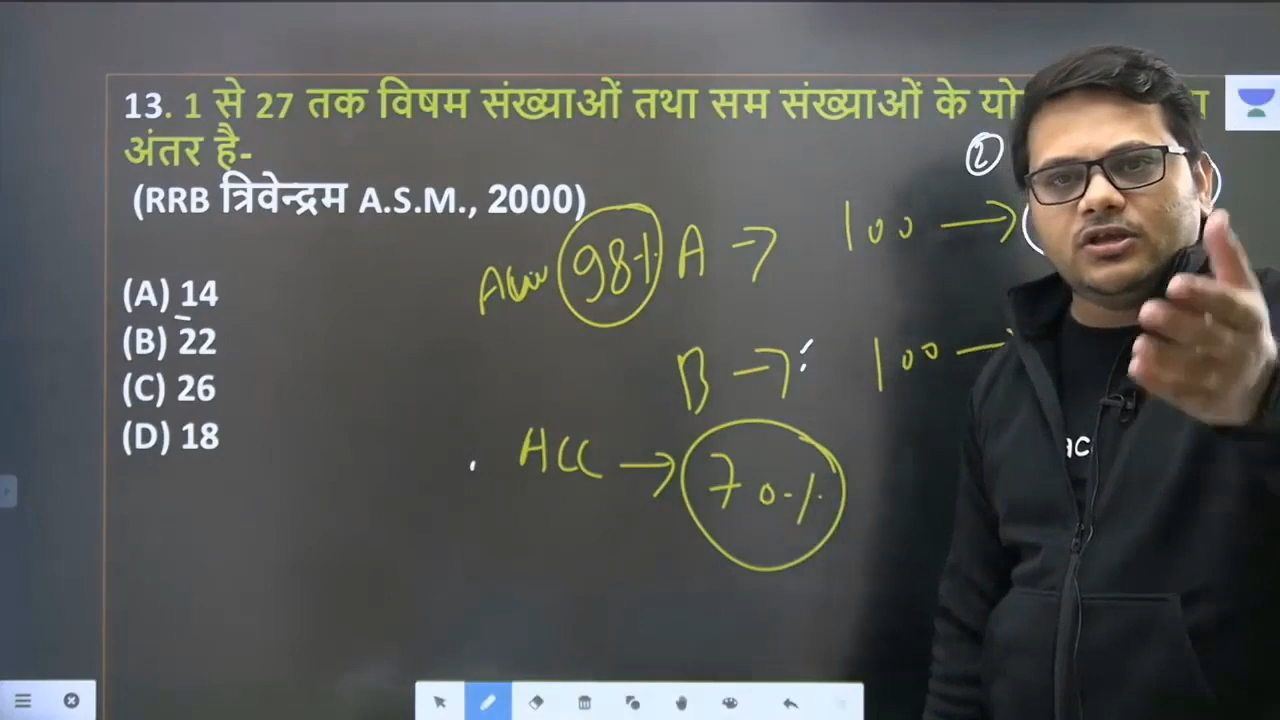 13. 1 से 27 तक विषम संख्याओं तथा सम संख्याओं के
अंतर है-
(RRB त्रिवेन्द्रम A.S.M., 2000)
2
98% A → 100 →
(A) 14
(B) 22
B → 100 →
(C) 26
(D) 18
ACC → 70%